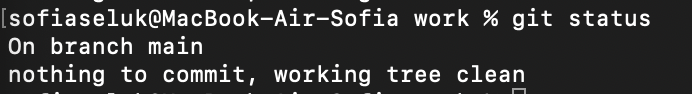 [sofiaseluk@MacBook-Air-Sofia work % git status
On branch main
nothing to commit, working tree clean